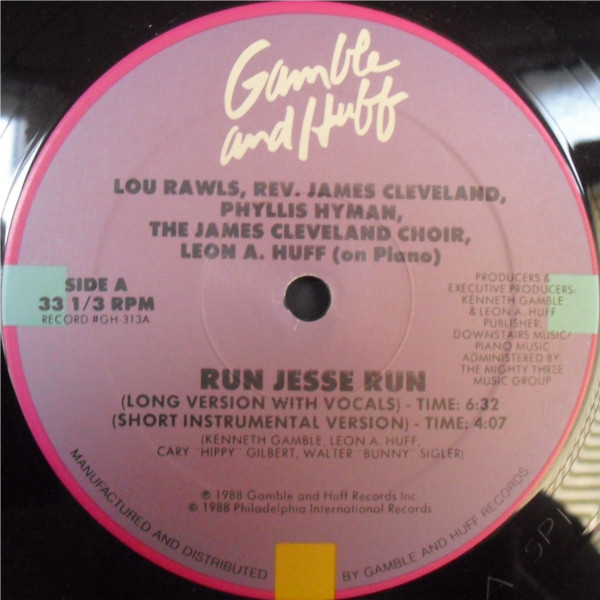 Gamble
and Huff
LOU RAWLS, REV. JAMES CLEVELAND,
PHYLLIS HYMAN,
THE JAMES CLEVELAND CHOIR,
LEON A. HUFF (on Piano)
SIDE A
33 1/3 RPM
RECORD #GH-313A
PRODUCERS &
EXECUTIVE PRODUCERS:
KENNETH GAMBLE
& LEON A. HUFF
PUBLISHER,
DOWNSTAIRS MUSIC/
PIANO MUSIC
ADMINISTERED BY:
THE MIGHTY THREE
MUSIC GROUP
RUN JESSE RUN
(LONG VERSION WITH VOCALS) - TIME: 6:32
(SHORT INSTRUMENTAL VERSION) - TIME: 4:07
(KENNETH GAMBLE, LEON A. HUFF,
CARY "HIPPY" GILBERT, WALTER "BUNNY" SIGLER)
℗ 1988 Gamble and Huff Records Inc.
© 1988 Philadelphia International Records
MANUFACTURED AND DISTRIBUTED BY GAMBLE AND HUFF RECORDS